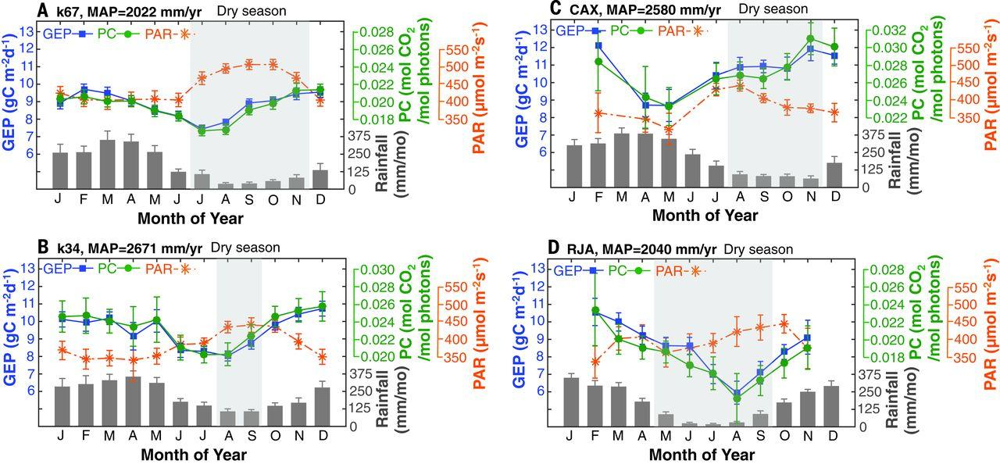 A k67, MAP=2022 mm/yr Dry season
GEP PC PAR
13
12
11
10
9
8
7
6
GEP (gC m⁻²d⁻¹)
0.028
0.024
0.022
0.020
0.018
PC (mol CO₂
/mol photons)
550
500
450
400
350
PAR (μmol m⁻²s⁻¹)
375
250
125
0
Rainfall
(mm/mo)
J F M A M J J A S O N D
Month of Year
B k34, MAP=2671 mm/yr Dry season
GEP PC PAR
13
12
11
10
9
8
7
6
GEP (gC m⁻²d⁻¹)
0.030
0.026
0.024
0.022
0.020
PC (mol CO₂
/mol photons)
550
500
450
400
350
PAR (μmol m⁻²s⁻¹)
375
250
125
0
Rainfall
(mm/mo)
J F M A M J J A S O N D
Month of Year
C CAX, MAP=2580 mm/yr Dry season
GEP PC PAR
13
12
11
10
9
8
7
6
GEP (gC m⁻²d⁻¹)
0.032
0.030
0.028
0.026
0.024
0.022
PC (mol CO₂
/mol photons)
550
500
450
400
350
PAR (μmol m⁻²s⁻¹)
375
250
125
0
Rainfall
(mm/mo)
J F M A M J J A S O N D
Month of Year
D RJA, MAP=2040 mm/yr Dry season
GEP PC PAR
13
12
11
10
9
8
7
6
GEP (gC m⁻²d⁻¹)
0.028
0.024
0.022
0.020
0.018
PC (mol CO₂
/mol photons)
550
500
450
400
350
PAR (μmol m⁻²s⁻¹)
375
250
125
0
Rainfall
(mm/mo)
J F M A M J J A S O N D
Month of Year